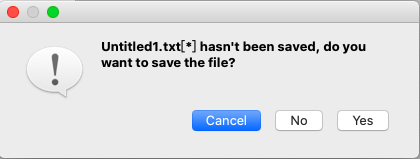 Untitled1.txt[*] hasn't been saved, do you
want to save the file?
Cancel
No
Yes